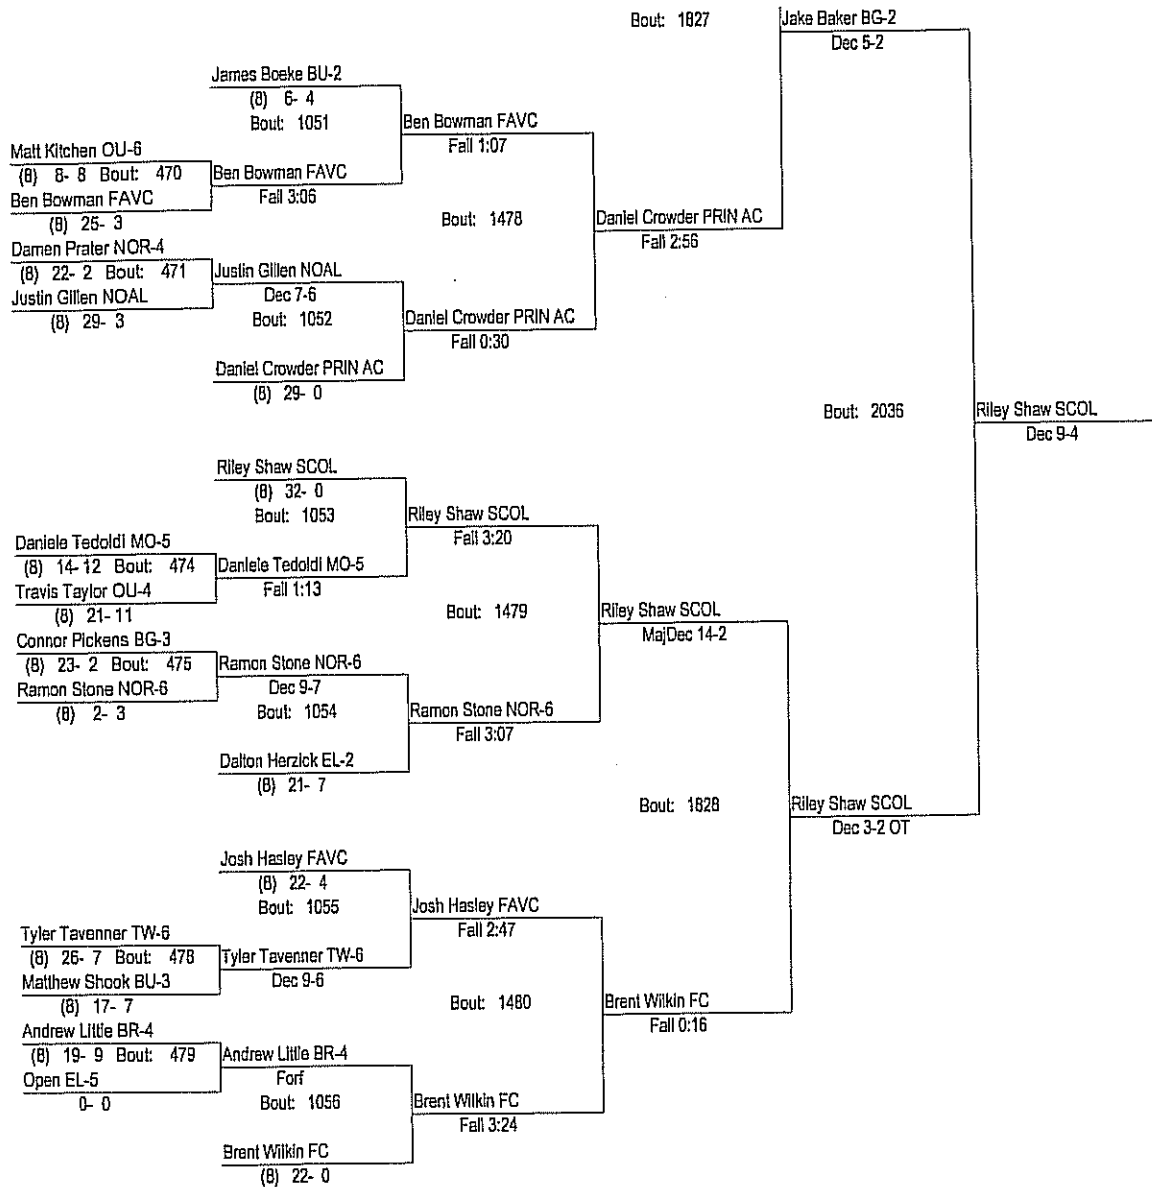 Bout: 1827
Jake Baker BG-2
Dec 5-2
James Boeke BU-2
(8) 6- 4
Bout: 1051
Ben Bowman FAVC
Fall 1:07
Matt Kitchen OU-6
(8) 8- 8 Bout: 470
Ben Bowman FAVC
Fall 3:06
Ben Bowman FAVC
(8) 25- 3
Bout: 1478
Daniel Crowder PRIN AC
Fall 2:56
Damen Prater NOR-4
(8) 22- 2 Bout: 471
Justin Gillen NOAL
Dec 7-6
Justin Gillen NOAL
(8) 29- 3
Bout: 1052
Daniel Crowder PRIN AC
Fall 0:30
Daniel Crowder PRIN AC
(8) 29- 0
Bout: 2036
Riley Shaw SCOL
Dec 9-4
Riley Shaw SCOL
(8) 32- 0
Bout: 1053
Riley Shaw SCOL
Fall 3:20
Daniele Tedoldi MO-5
(8) 14- 12 Bout: 474
Daniele Tedoldi MO-5
Fall 1:13
Travis Taylor OU-4
(8) 21- 11
Bout: 1479
Riley Shaw SCOL
MajDec 14-2
Connor Pickens BG-3
(8) 23- 2 Bout: 475
Ramon Stone NOR-6
Dec 9-7
Ramon Stone NOR-6
(8) 2- 3
Bout: 1054
Ramon Stone NOR-6
Fall 3:07
Dalton Herzick EL-2
(8) 21- 7
Bout: 1828
Riley Shaw SCOL
Dec 3-2 OT
Josh Hasley FAVC
(8) 22- 4
Bout: 1055
Josh Hasley FAVC
Fall 2:47
Tyler Tavenner TW-6
(8) 26- 7 Bout: 478
Tyler Tavenner TW-6
Dec 9-6
Matthew Shook BU-3
(8) 17- 7
Bout: 1480
Brent Wilkin FC
Fall 0:16
Andrew Little BR-4
(8) 19- 9 Bout: 479
Andrew Little BR-4
Forf
Open EL-5
0- 0
Bout: 1056
Brent Wilkin FC
Fall 3:24
Brent Wilkin FC
(8) 22- 0